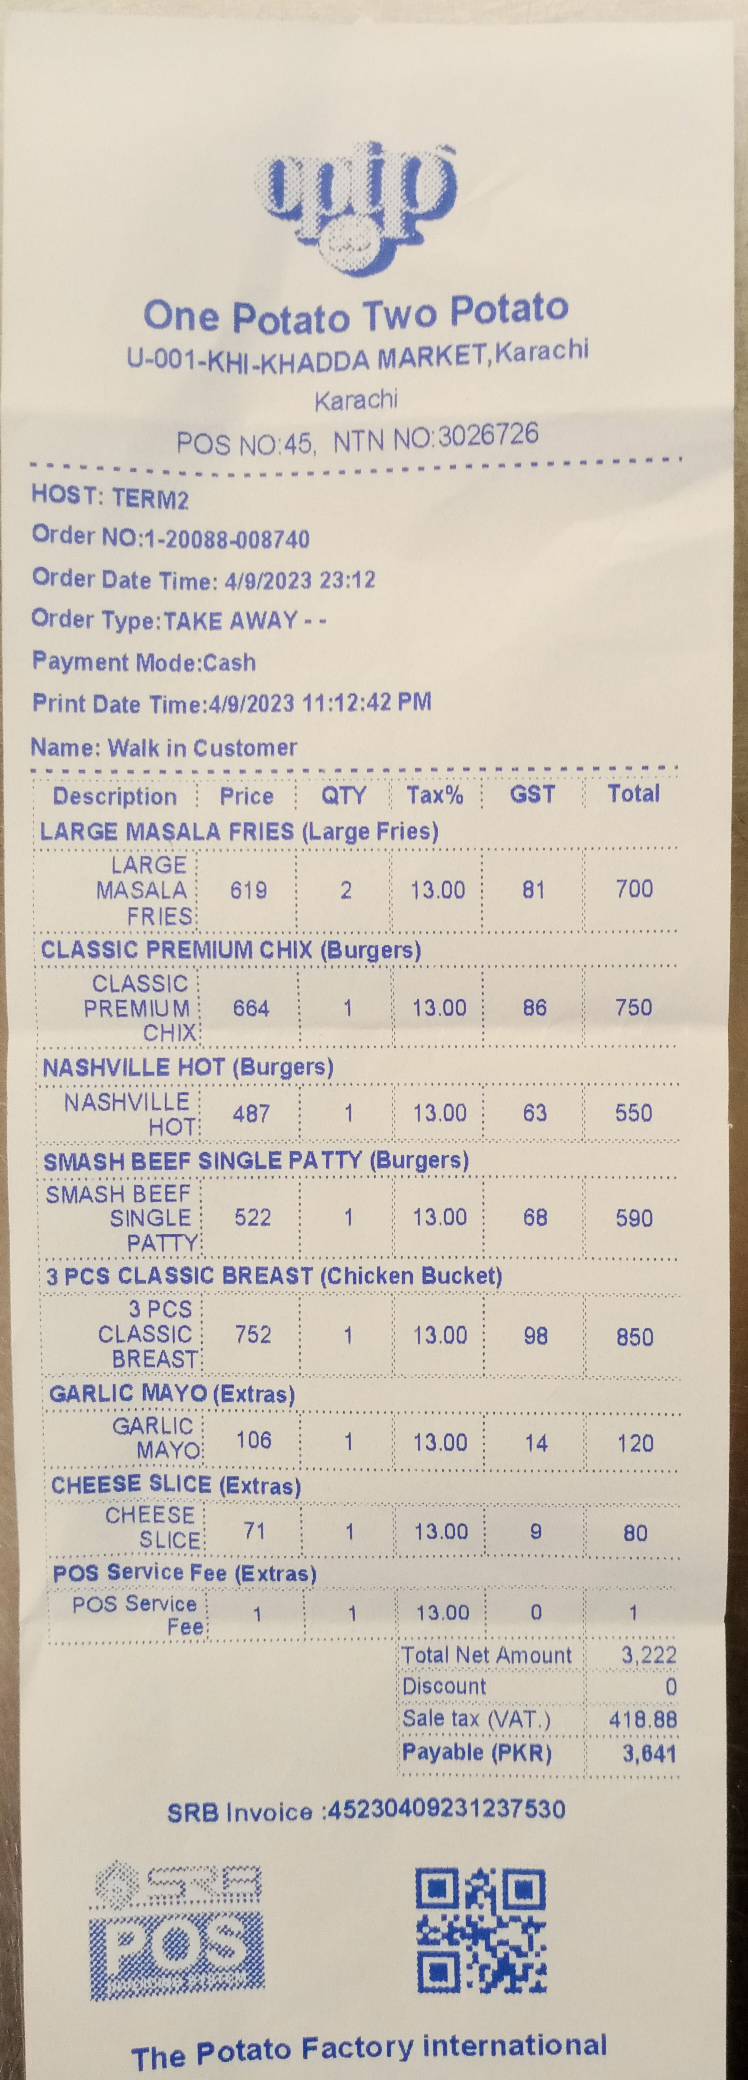 optp
One Potato Two Potato
U-001-KHI-KHADDA MARKET,Karachi
Karachi
POS NO:45, NTN NO:3026726
HOST: TERM2
Order NO:1-20088-008740
Order Date Time: 4/9/2023 23:12
Order Type:TAKE AWAY - -
Payment Mode:Cash
Print Date Time:4/9/2023 11:12:42 PM
Name: Walk in Customer
Description Price QTY Tax% GST Total
LARGE MASALA FRIES (Large Fries)
LARGE
MASALA 619 2 13.00 81 700
FRIES
CLASSIC PREMIUM CHIX (Burgers)
CLASSIC
PREMIUM 664 1 13.00 86 750
CHIX
NASHVILLE HOT (Burgers)
NASHVILLE 487 1 13.00 63 550
HOT
SMASH BEEF SINGLE PATTY (Burgers)
SMASH BEEF
SINGLE 522 1 13.00 68 590
PATTY
3 PCS CLASSIC BREAST (Chicken Bucket)
3 PCS
CLASSIC 752 1 13.00 98 850
BREAST
GARLIC MAYO (Extras)
GARLIC 106 1 13.00 14 120
MAYO
CHEESE SLICE (Extras)
CHEESE 71 1 13.00 9 80
SLICE
POS Service Fee (Extras)
POS Service 1 1 13.00 0 1
Fee
Total Net Amount 3,222
Discount 0
Sale tax (VAT.) 418.88
Payable (PKR) 3,641
SRB Invoice :45230409231237530
SRB
POS
INVOICING SYSTEM
The Potato Factory international